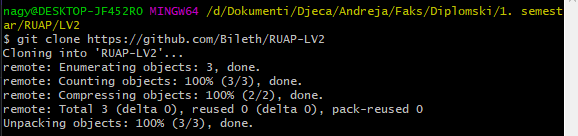 nagy@DESKTOP-JF452RO MINGW64 /d/Dokumenti/Djeca/Andreja/Faks/Diplomski/1. semest
ar/RUAP/LV2
$ git clone https://github.com/Bileth/RUAP-LV2
Cloning into 'RUAP-LV2'...
remote: Enumerating objects: 3, done.
remote: Counting objects: 100% (3/3), done.
remote: Compressing objects: 100% (2/2), done.
remote: Total 3 (delta 0), reused 0 (delta 0), pack-reused 0
Unpacking objects: 100% (3/3), done.